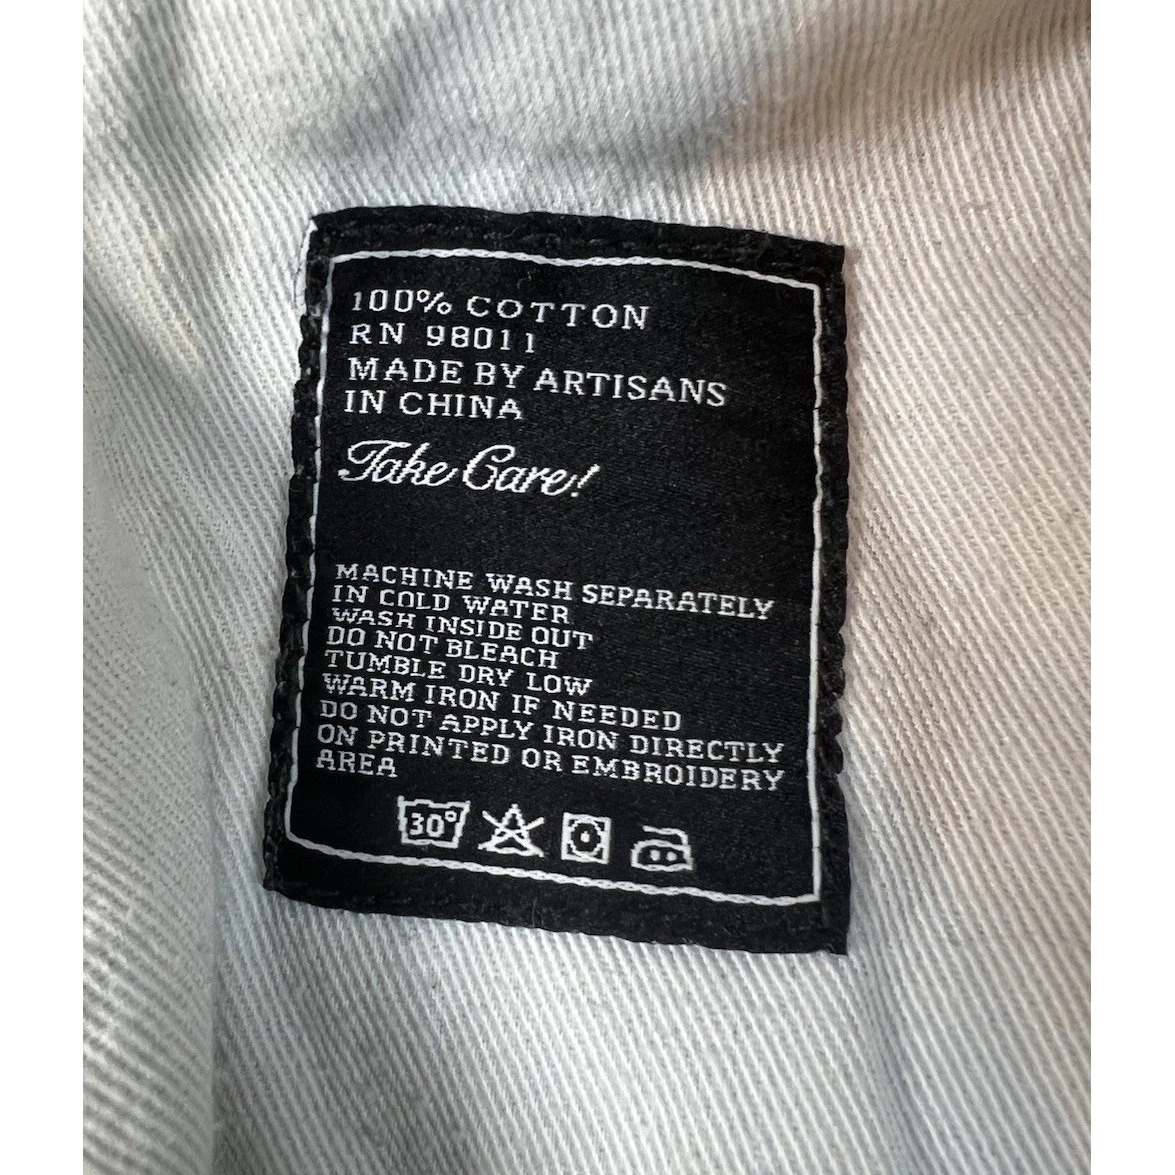 100% COTTON
RN 98011
MADE BY ARTISANS
IN CHINA
Take Care!
MACHINE WASH SEPARATELY
IN COLD WATER
WASH INSIDE OUT
DO NOT BLEACH
TUMBLE DRY LOW
WARM IRON IF NEEDED
DO NOT APPLY IRON DIRECTLY
ON PRINTED OR EMBROIDERY
AREA
30°